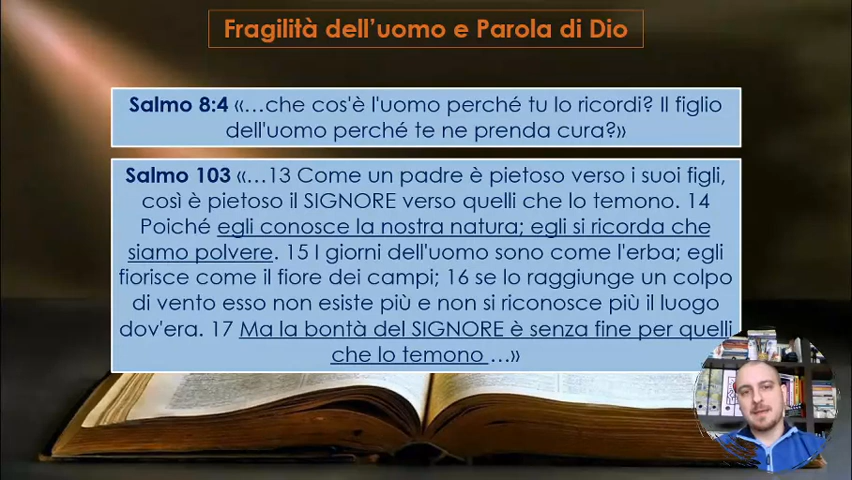 Fragilità dell'uomo e Parola di Dio
Salmo 8:4 «…che cos'è l'uomo perché tu lo ricordi? Il figlio
dell'uomo perché te ne prenda cura?»
Salmo 103 «…13 Come un padre è pietoso verso i suoi figli,
così è pietoso il SIGNORE verso quelli che lo temono. 14
Poiché egli conosce la nostra natura; egli si ricorda che
siamo polvere. 15 I giorni dell'uomo sono come l'erba; egli
fiorisce come il fiore dei campi; 16 se lo raggiunge un colpo
di vento esso non esiste più e non si riconosce più il luogo
dov'era. 17 Ma la bontà del SIGNORE è senza fine per quelli
che lo temono …»